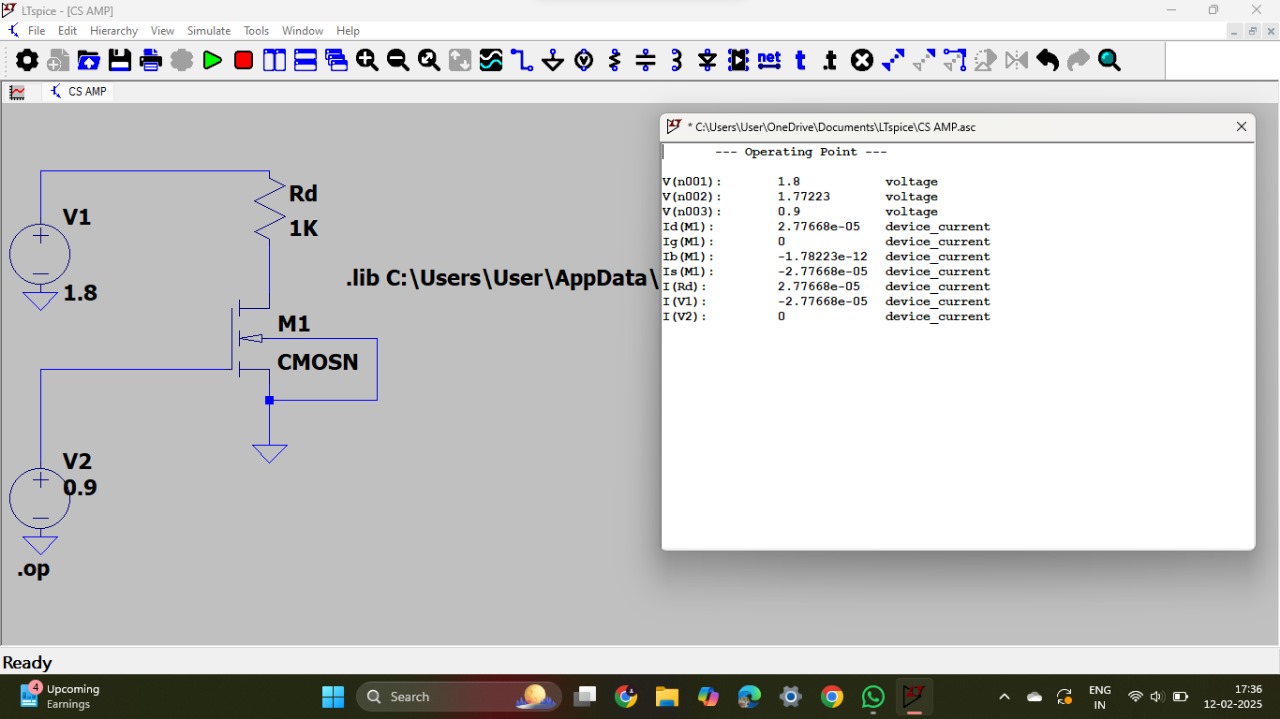 LTspice - [CS AMP]
File Edit Hierarchy View Simulate Tools Window Help
net t .t
CS AMP
* C:\Users\User\OneDrive\Documents\LTspice\CS AMP.asc
--- Operating Point ---
V(n001): 1.8 voltage
V(n002): 1.77223 voltage
V(n003): 0.9 voltage
Id(M1): 2.77668e-05 device_current
Ig(M1): 0 device_current
Ib(M1): -1.78223e-12 device_current
Is(M1): -2.77668e-05 device_current
I(Rd): 2.77668e-05 device_current
I(V1): -2.77668e-05 device_current
I(V2): 0 device_current
V1
1.8
Rd
1K
.lib C:\Users\User\AppData\
M1
CMOSN
V2
0.9
.op
Ready
4
Upcoming
Earnings
Search
ENG
IN
17:36
12-02-2025